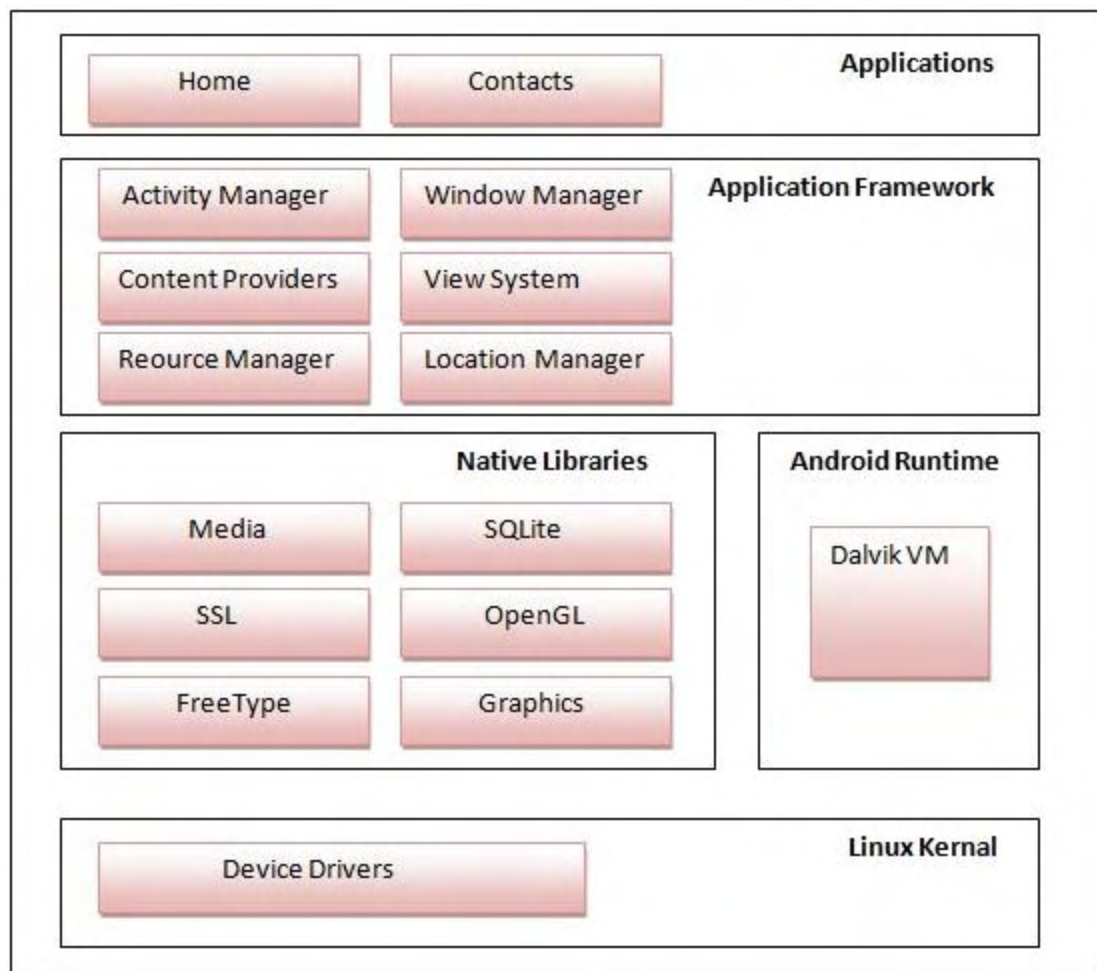 Applications
Home
Contacts
Application Framework
Activity Manager
Window Manager
Content Providers
View System
Reource Manager
Location Manager
Native Libraries
Media
SQLite
SSL
OpenGL
FreeType
Graphics
Android Runtime
Dalvik VM
Linux Kernal
Device Drivers